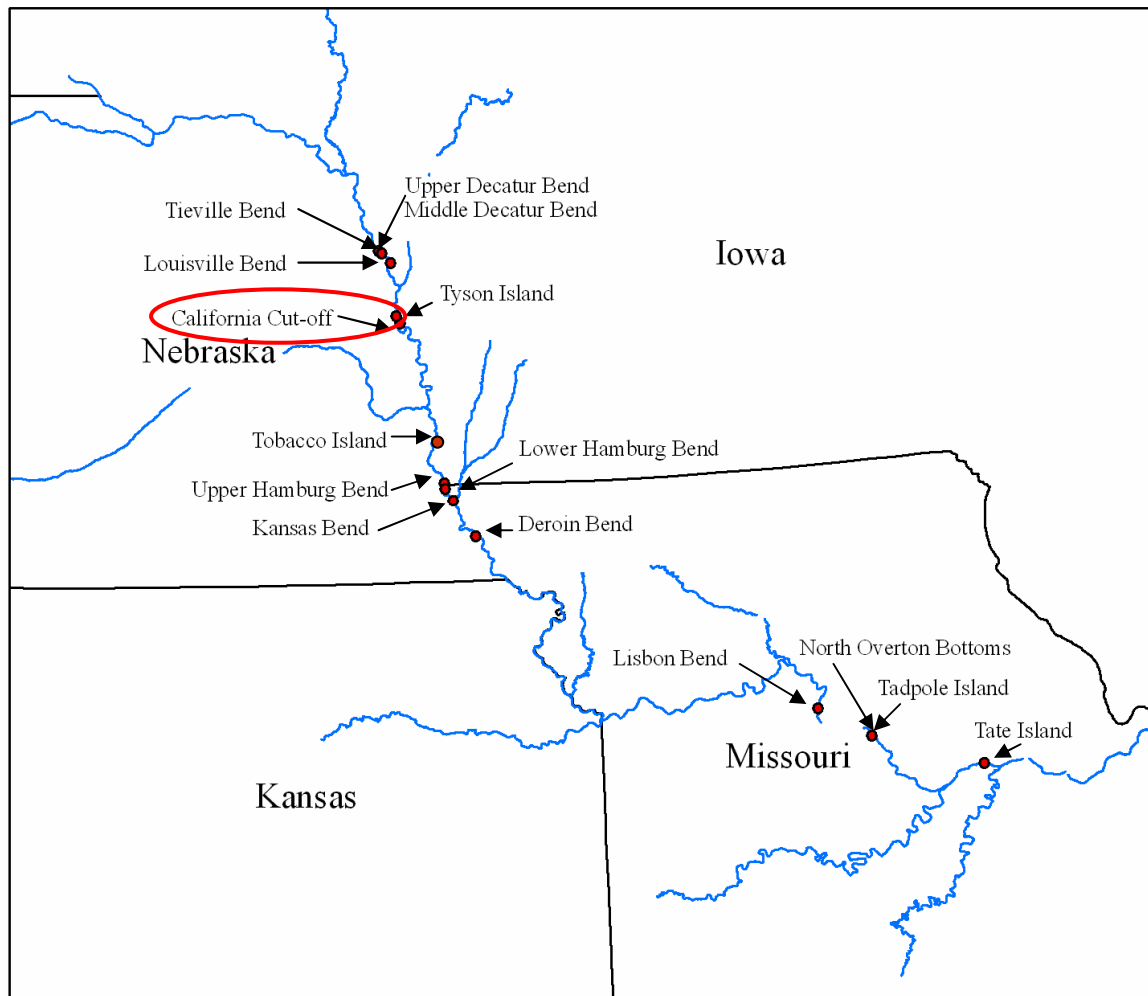 Upper Decatur Bend
Middle Decatur Bend
Tieville Bend
Louisville Bend
Iowa
Tyson Island
California Cut-off
Nebraska
Tobacco Island
Lower Hamburg Bend
Upper Hamburg Bend
Kansas Bend
Deroin Bend
North Overton Bottoms
Lisbon Bend
Tadpole Island
Tate Island
Missouri
Kansas